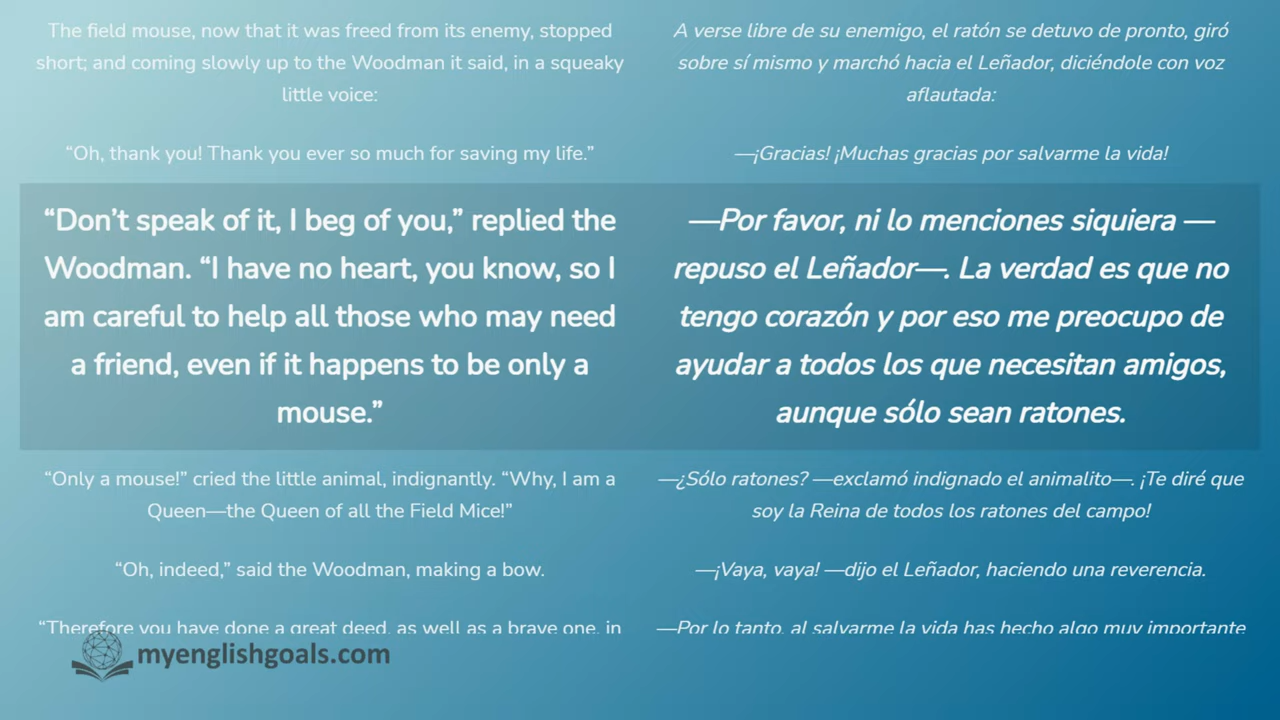 The field mouse, now that it was freed from its enemy, stopped
short; and coming slowly up to the Woodman it said, in a squeaky
little voice:
“Oh, thank you! Thank you ever so much for saving my life.”
“Don’t speak of it, I beg of you,” replied the
Woodman. “I have no heart, you know, so I
am careful to help all those who may need
a friend, even if it happens to be only a
mouse.”
“Only a mouse!” cried the little animal, indignantly. “Why, I am a
Queen—the Queen of all the Field Mice!”
“Oh, indeed,” said the Woodman, making a bow.
“Therefore you have done a great deed, as well as a brave one, in
A verse libre de su enemigo, el ratón se detuvo de pronto, giró
sobre sí mismo y marchó hacia el Leñador, diciéndole con voz
aflautada:
—¡Gracias! ¡Muchas gracias por salvarme la vida!
—Por favor, ni lo menciones siquiera —
repuso el Leñador—. La verdad es que no
tengo corazón y por eso me preocupo de
ayudar a todos los que necesitan amigos,
aunque sólo sean ratones.
—¿Sólo ratones? —exclamó indignado el animalito—. ¡Te diré que
soy la Reina de todos los ratones del campo!
—¡Vaya, vaya! —dijo el Leñador, haciendo una reverencia.
—Por lo tanto, al salvarme la vida has hecho algo muy importante
myenglishgoals.com